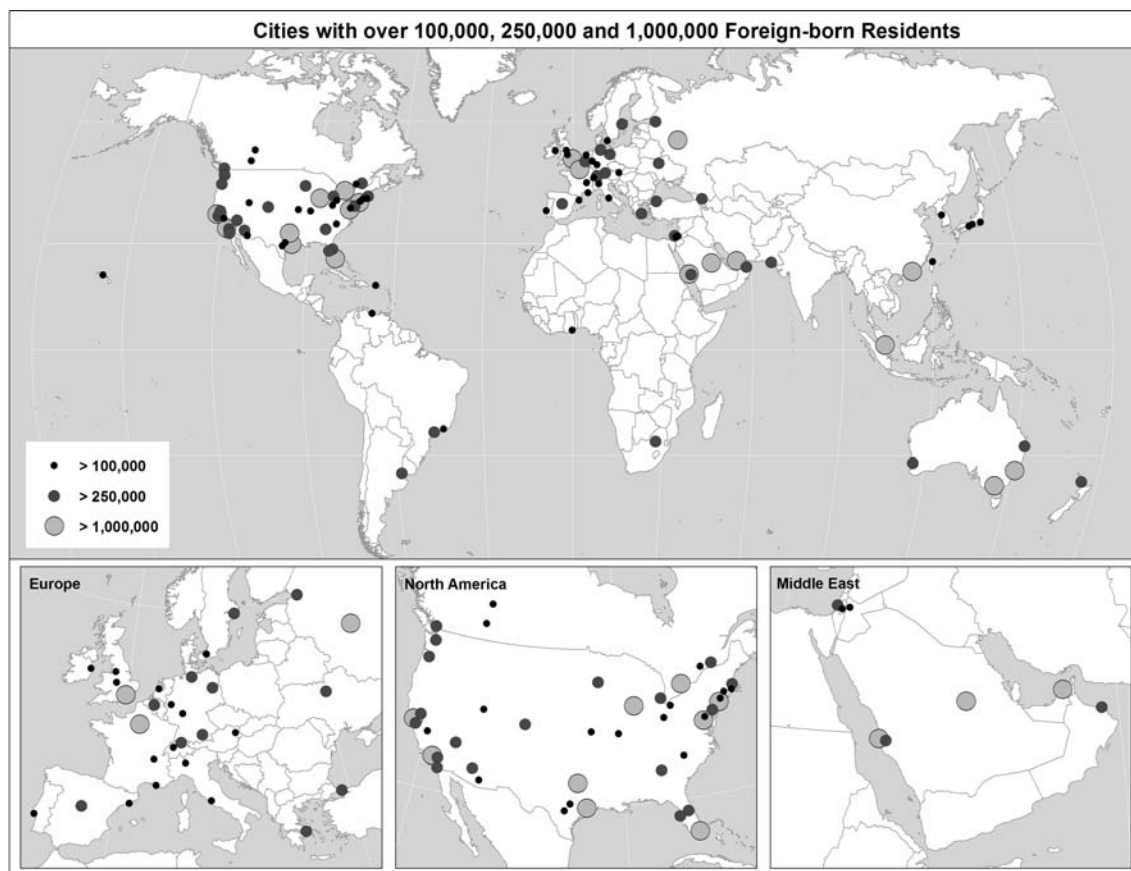 Cities with over 100,000, 250,000 and 1,000,000 Foreign-born Residents
> 100,000
> 250,000
> 1,000,000
Europe
North America
Middle East